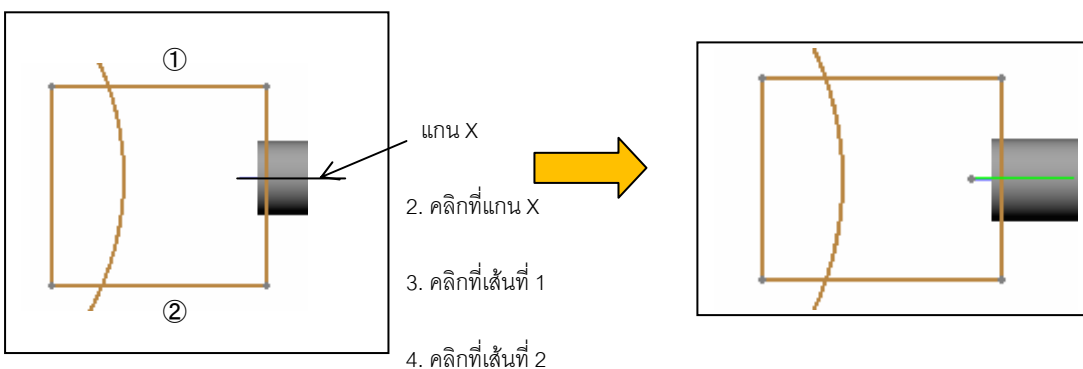 ①
แกน X
2. คลิกที่แกน X
3. คลิกที่เส้นที่ 1
②
4. คลิกที่เส้นที่ 2